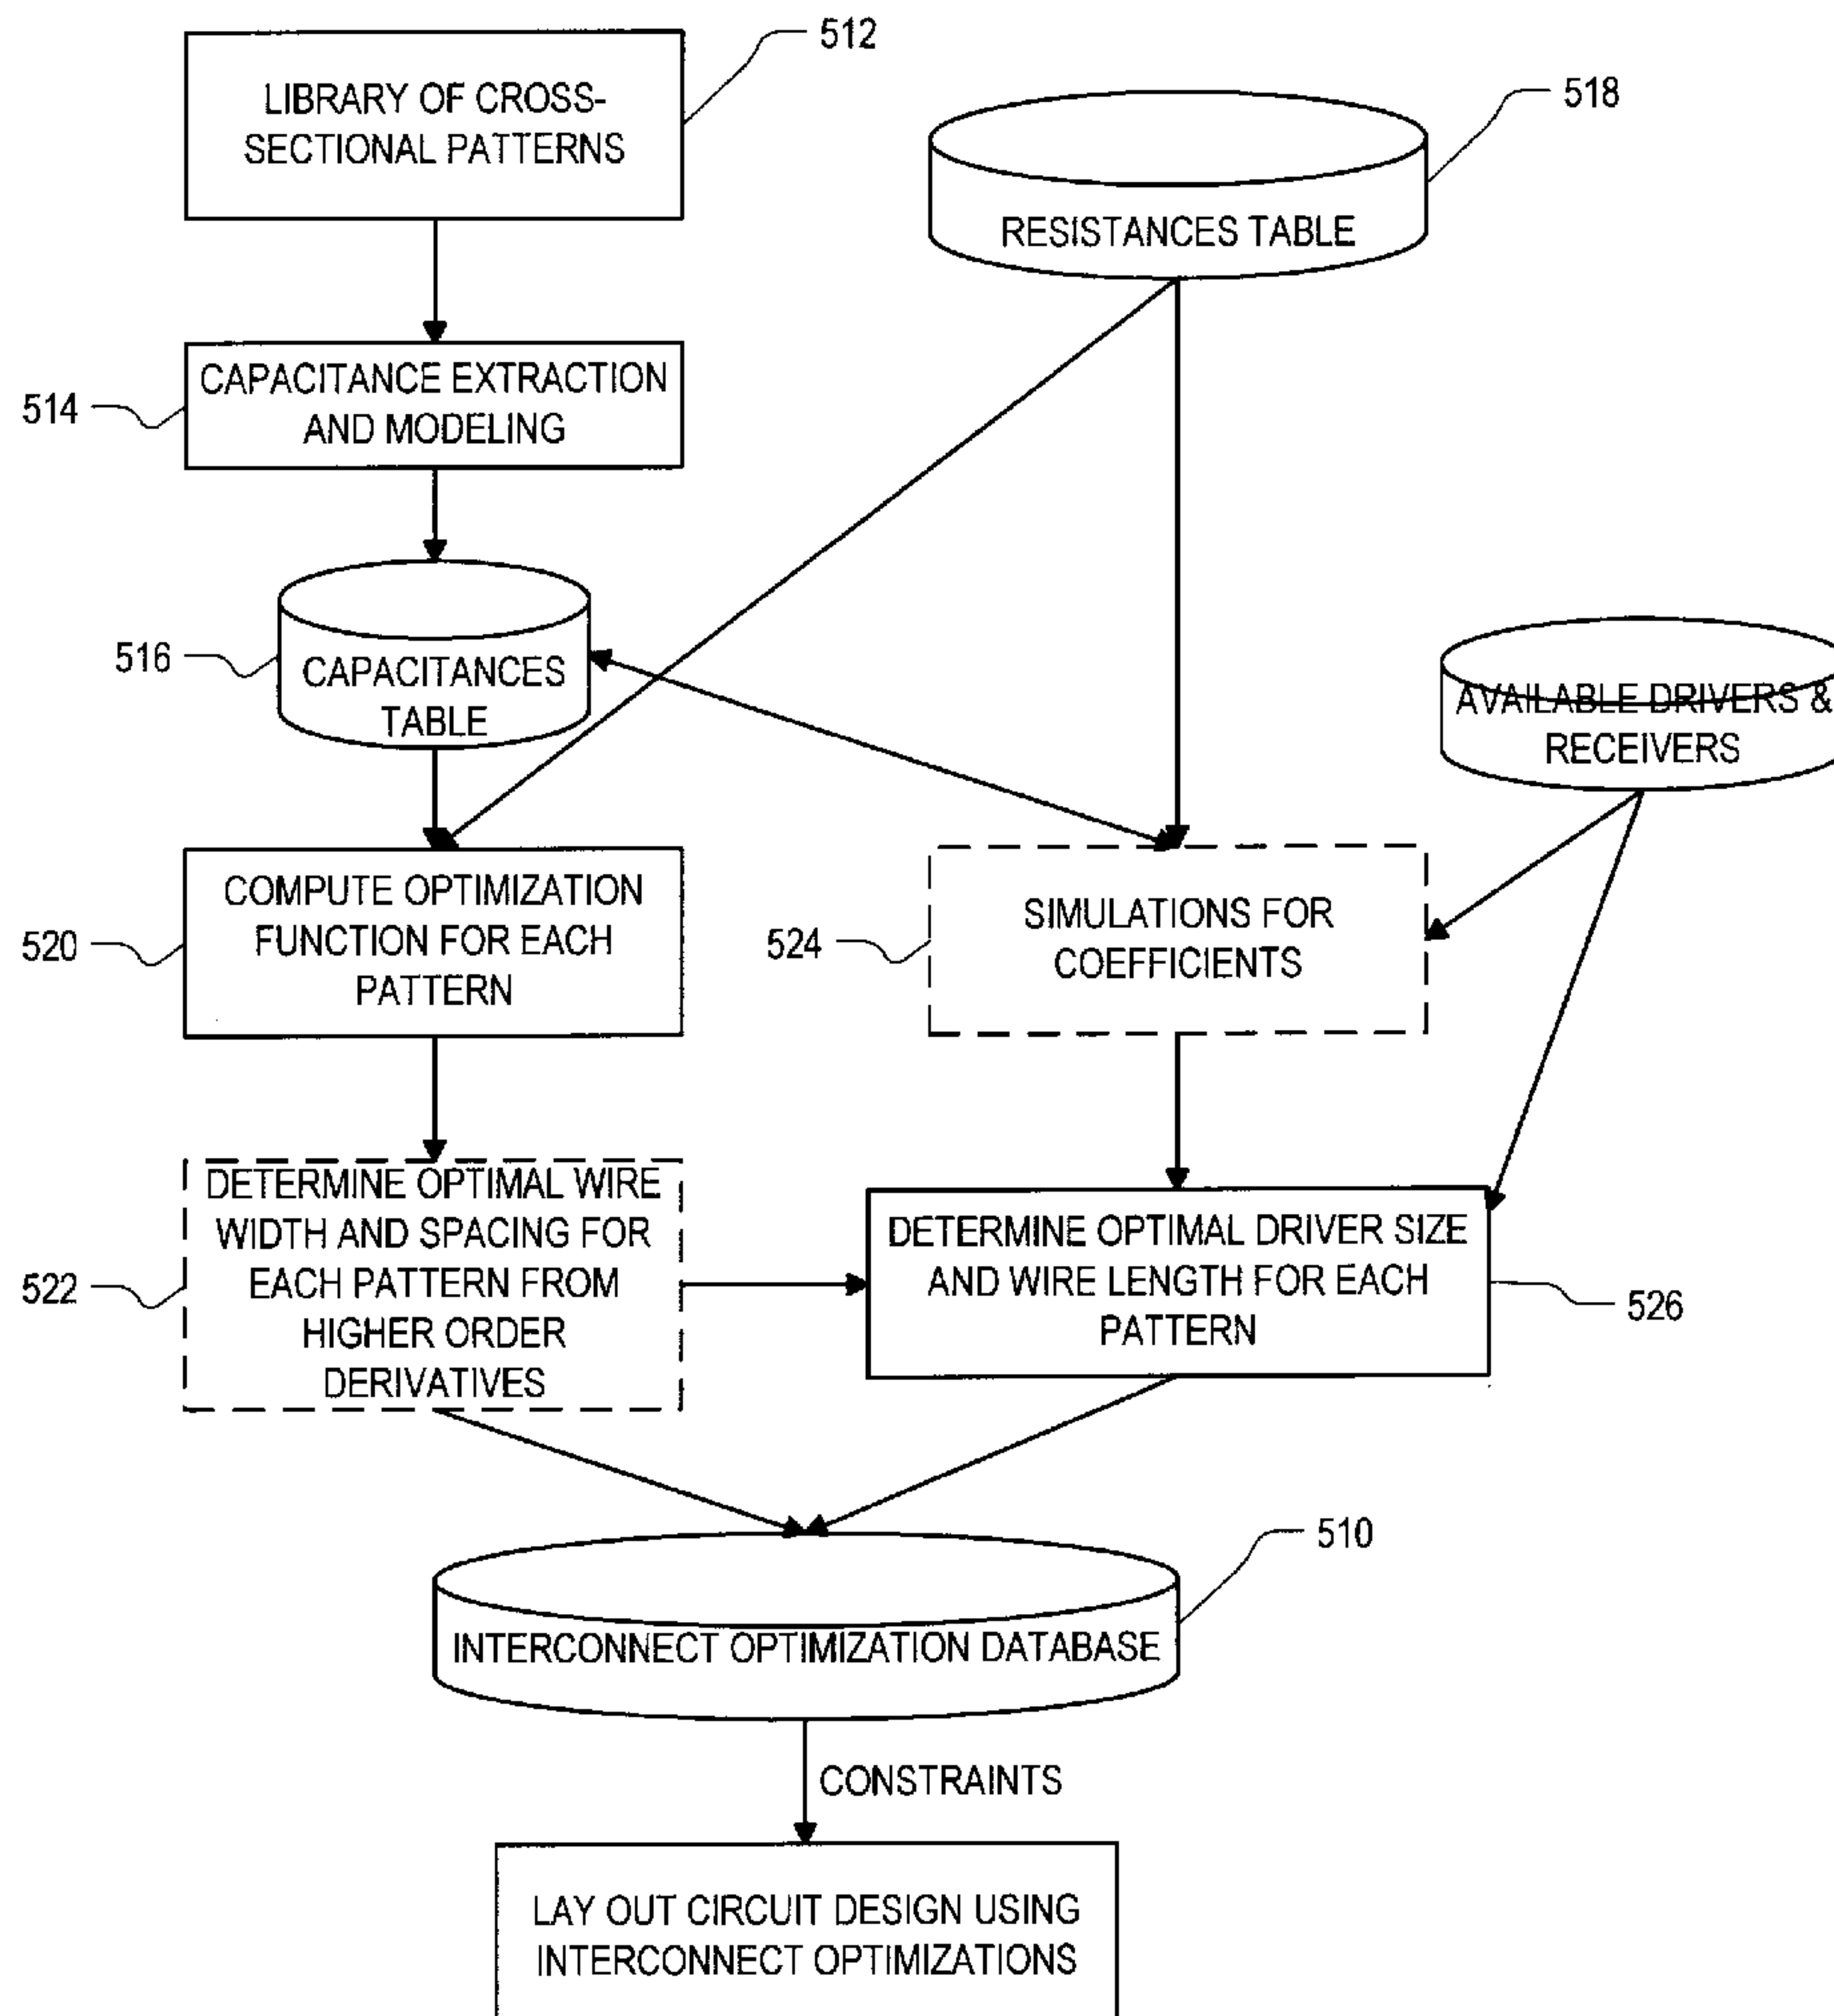 512
LIBRARY OF CROSS-
SECTIONAL PATTERNS
518
RESISTANCES TABLE
514
CAPACITANCE EXTRACTION
AND MODELING
516
CAPACITANCES
TABLE
AVAILABLE DRIVERS &
RECEIVERS
520
COMPUTE OPTIMIZATION
FUNCTION FOR EACH
PATTERN
524
SIMULATIONS FOR
COEFFICIENTS
522
DETERMINE OPTIMAL WIRE
WIDTH AND SPACING FOR
EACH PATTERN FROM
HIGHER ORDER
DERIVATIVES
DETERMINE OPTIMAL DRIVER SIZE
AND WIRE LENGTH FOR EACH
PATTERN
526
510
INTERCONNECT OPTIMIZATION DATABASE
CONSTRAINTS
LAY OUT CIRCUIT DESIGN USING
INTERCONNECT OPTIMIZATIONS